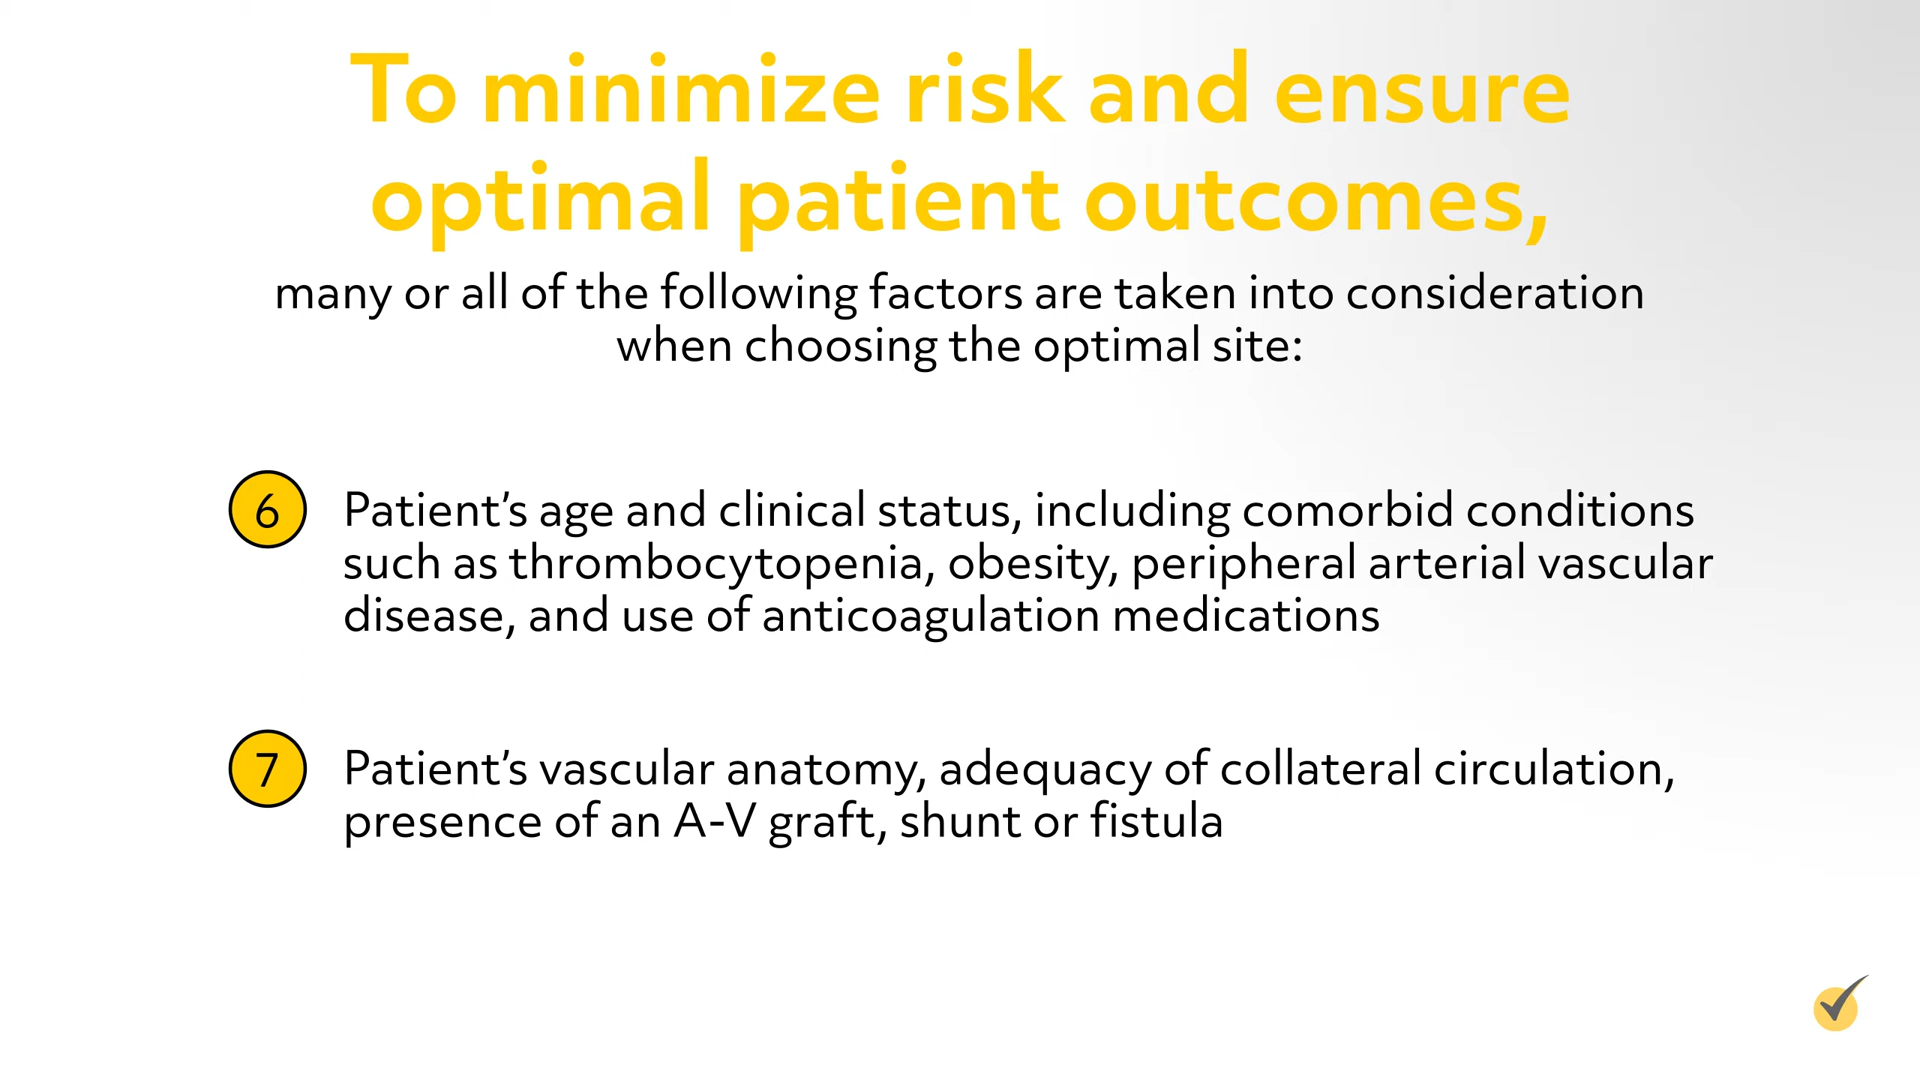 To minimize risk and ensure
optimal patient outcomes,
many or all of the following factors are taken into consideration
when choosing the optimal site:
6 Patient’s age and clinical status, including comorbid conditions
such as thrombocytopenia, obesity, peripheral arterial vascular
disease, and use of anticoagulation medications
7 Patient’s vascular anatomy, adequacy of collateral circulation,
presence of an A-V graft, shunt or fistula